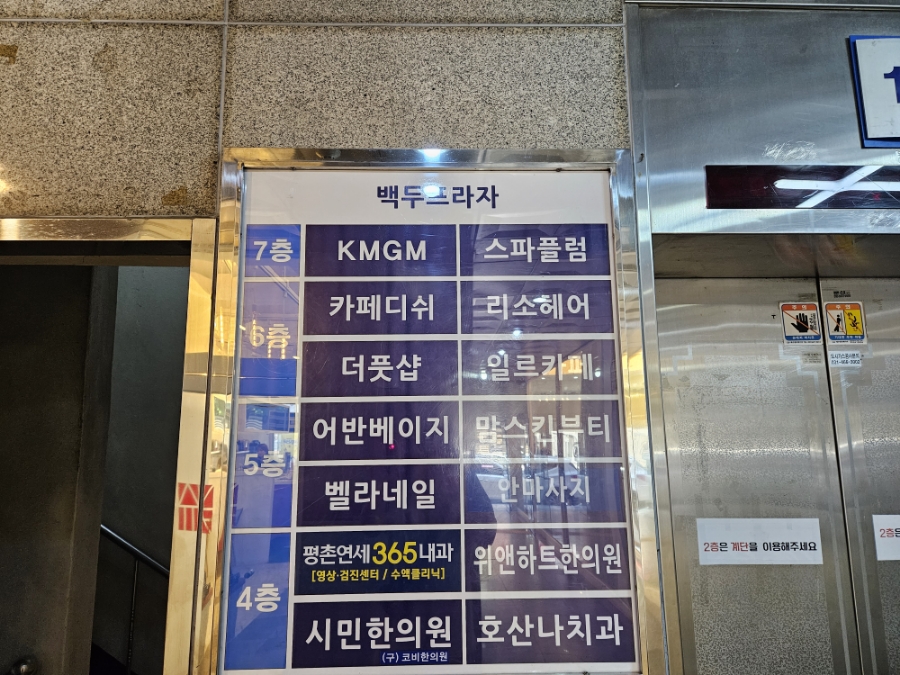 백두프라자
7층 KMGM 스파플럼
6층 카페디쉬 리소헤어
더풋샵 일르카페
5층 어반베이지 맑스킨뷰티
벨라네일 안마사지
4층 평촌연세365내과 위앤하트한의원
[영상·검진센터 / 수액클리닉]
시민한의원 호산나치과
(구) 코비한의원
2층은 계단을 이용해주세요
2층은